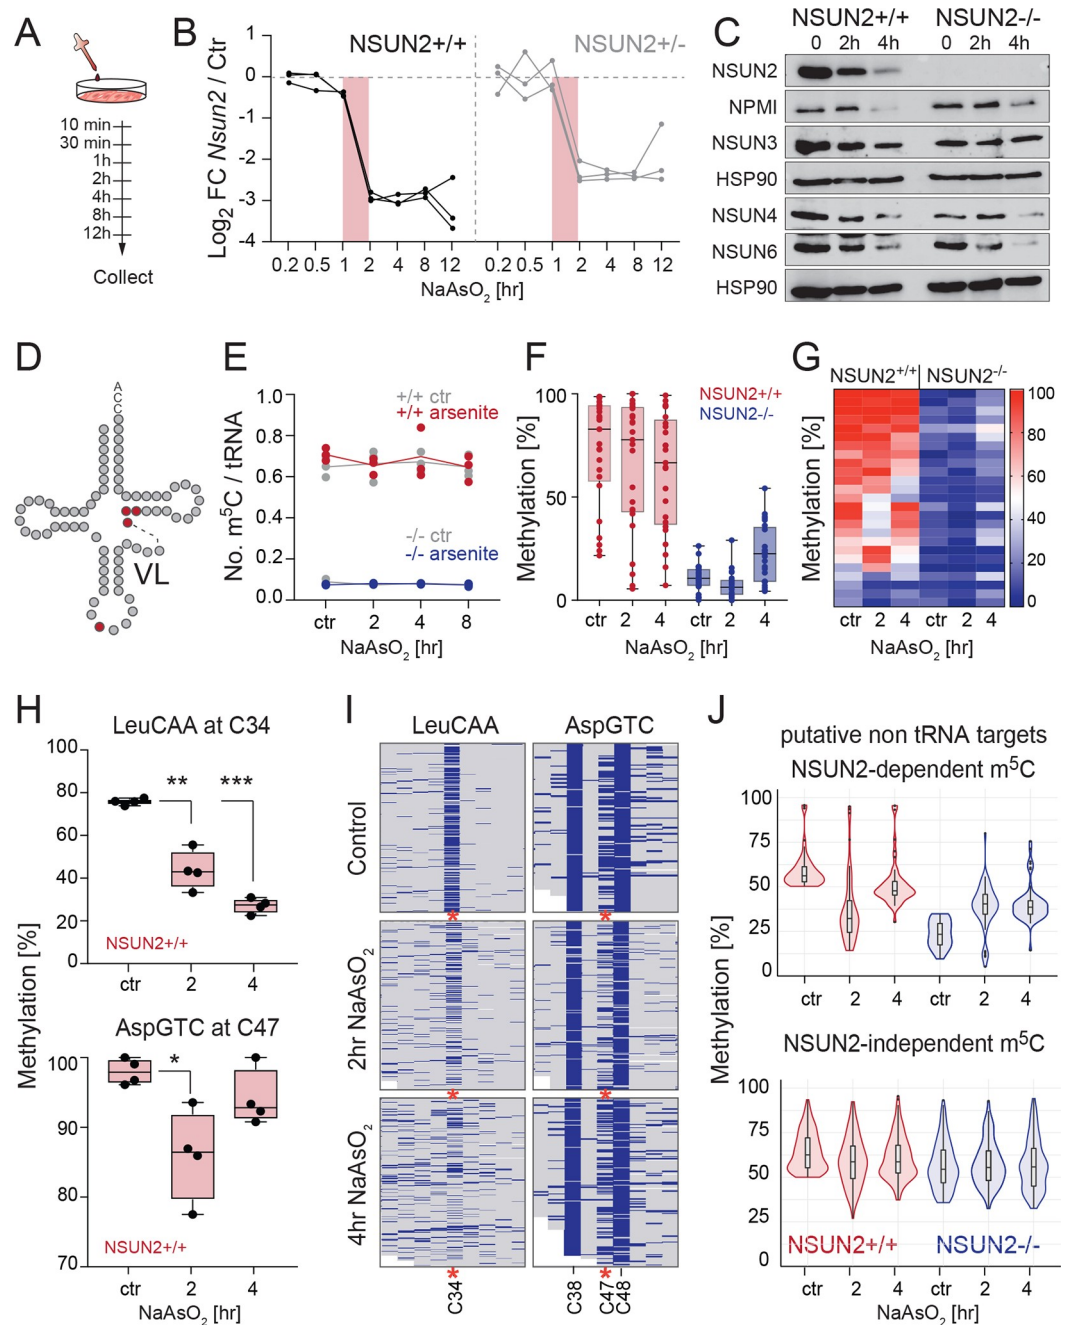 A
10 min
30 min
1h
2h
4h
8h
12h
Collect
B
NSUN2+/+
NSUN2+/-
Log2 FC Nsun2 / Ctr
1
0
-1
-2
-3
-4
0.2 0.5 1 2 4 8 12
0.2 0.5 1 2 4 8 12
NaAsO2 [hr]
C
NSUN2+/+ NSUN2-/-
0 2h 4h 0 2h 4h
NSUN2
NPMI
NSUN3
HSP90
NSUN4
NSUN6
HSP90
D
A
C
C
VL
E
No. m5C / tRNA
1.0
0.8
0.6
0.4
0.2
0.0
+/+ ctr
+/+ arsenite
-/- ctr
-/- arsenite
ctr 2 4 8
NaAsO2 [hr]
F
Methylation [%]
100
50
0
NSUN2+/+
NSUN2-/-
ctr 2 4 ctr 2 4
NaAsO2 [hr]
G
NSUN2+/+ NSUN2-/-
Methylation [%]
100
80
60
40
20
0
ctr 2 4 ctr 2 4
NaAsO2 [hr]
H
LeuCAA at C34
100
80
60
40
20
0
** ***
NSUN2+/+
ctr 2 4
Methylation [%]
AspGTC at C47
100
90
80
70
*
NSUN2+/+
ctr 2 4
NaAsO2 [hr]
I
LeuCAA AspGTC
Control
* *
2hr NaAsO2
* *
4hr NaAsO2
* *
C34 C38 C47 C48
J
putative non tRNA targets
NSUN2-dependent m5C
100
75
50
25
0
ctr 2 4 ctr 2 4
Methylation [%]
NSUN2-independent m5C
100
75
50
25
0
NSUN2+/+ NSUN2-/-
ctr 2 4 ctr 2 4
NaAsO2 [hr]